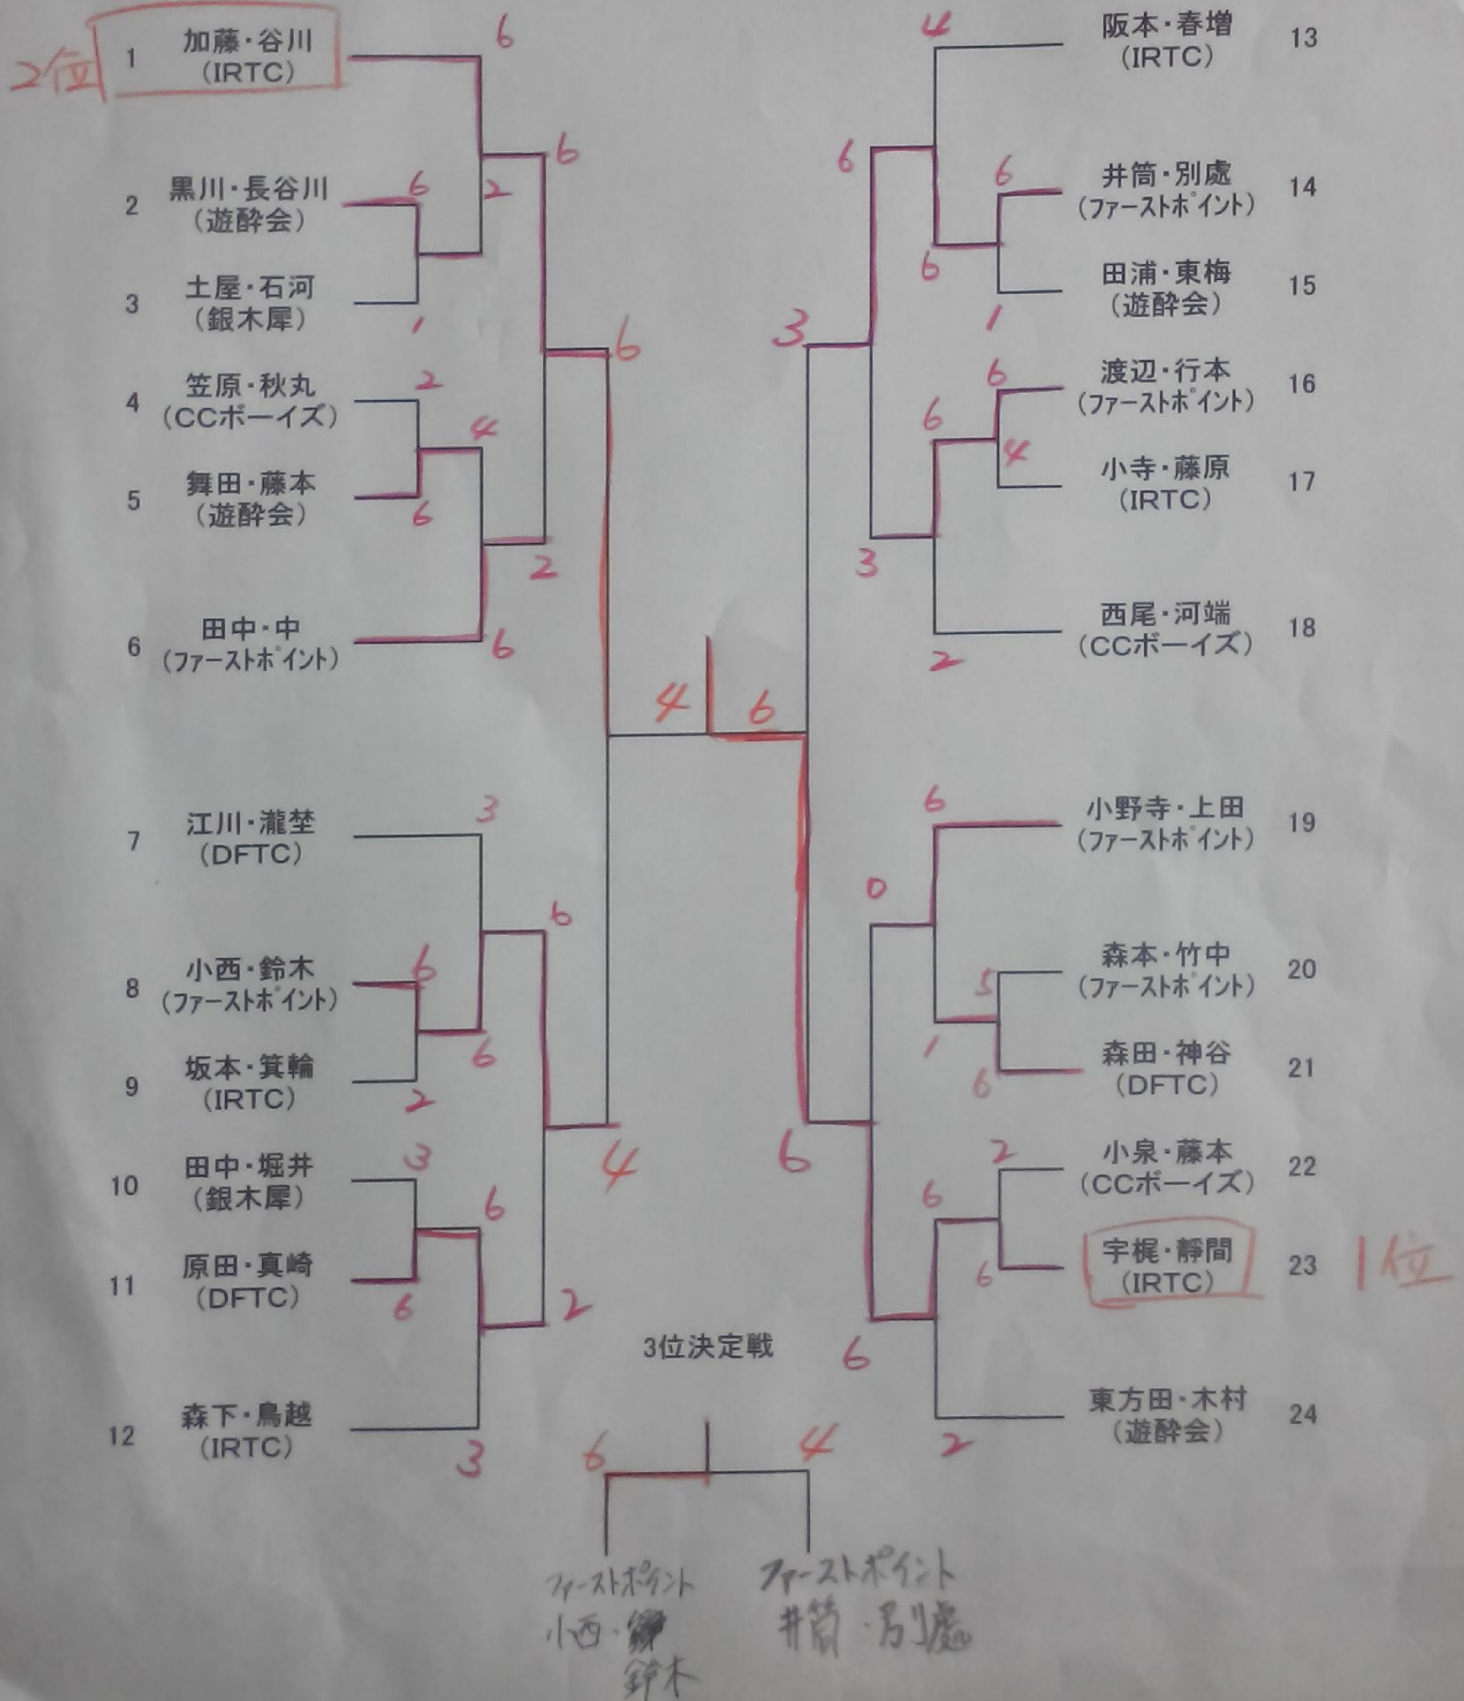 2位
1 加藤・谷川
(IRTC)
6
6
2 黒川・長谷川
(遊酔会)
6
2
3 土屋・石河
(銀木犀)
1
6
4 笠原・秋丸
(CCボーイズ)
2
4
5 舞田・藤本
(遊酔会)
6
2
6 田中・中
(ファーストポイント)
6
7 江川・瀧埜
(DFTC)
3
6
8 小西・鈴木
(ファーストポイント)
6
6
9 坂本・箕輪
(IRTC)
2
4
10 田中・堀井
(銀木犀)
3
6
11 原田・真崎
(DFTC)
6
2
12 森下・鳥越
(IRTC)
3
4 6
4
阪本・春増 13
(IRTC)
6
6
井筒・別處 14
(ファーストポイント)
6
田浦・東梅 15
(遊酔会)
1
3
6
渡辺・行本 16
(ファーストポイント)
6
4
小寺・藤原 17
(IRTC)
3
西尾・河端 18
(CCボーイズ)
2
6
小野寺・上田 19
(ファーストポイント)
0
森本・竹中 20
(ファーストポイント)
5
1
森田・神谷 21
(DFTC)
6
6
2
小泉・藤本 22
(CCボーイズ)
6
6
宇梶・靜間 23 1位
(IRTC)
6
東方田・木村 24
(遊酔会)
2
3位決定戦
6 4
ファーストポイント
小西・
鈴木
ファーストポイント
井筒・別處